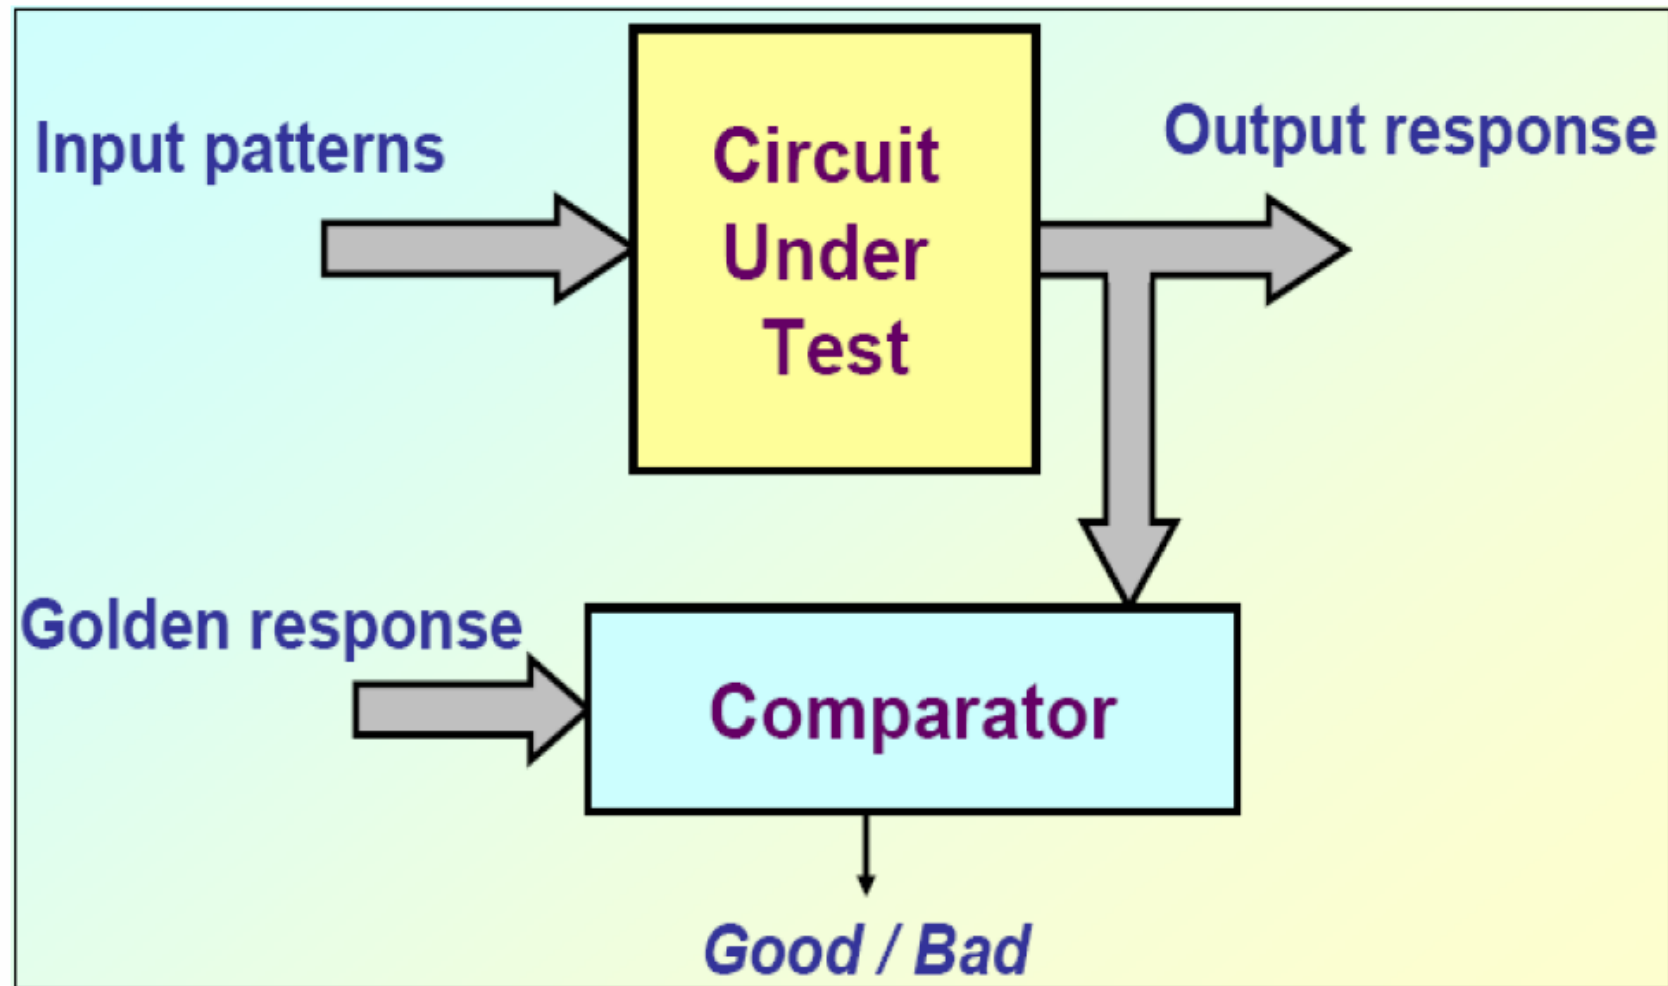 Input patterns
Circuit
Under
Test
Output response
Golden response
Comparator
Good / Bad